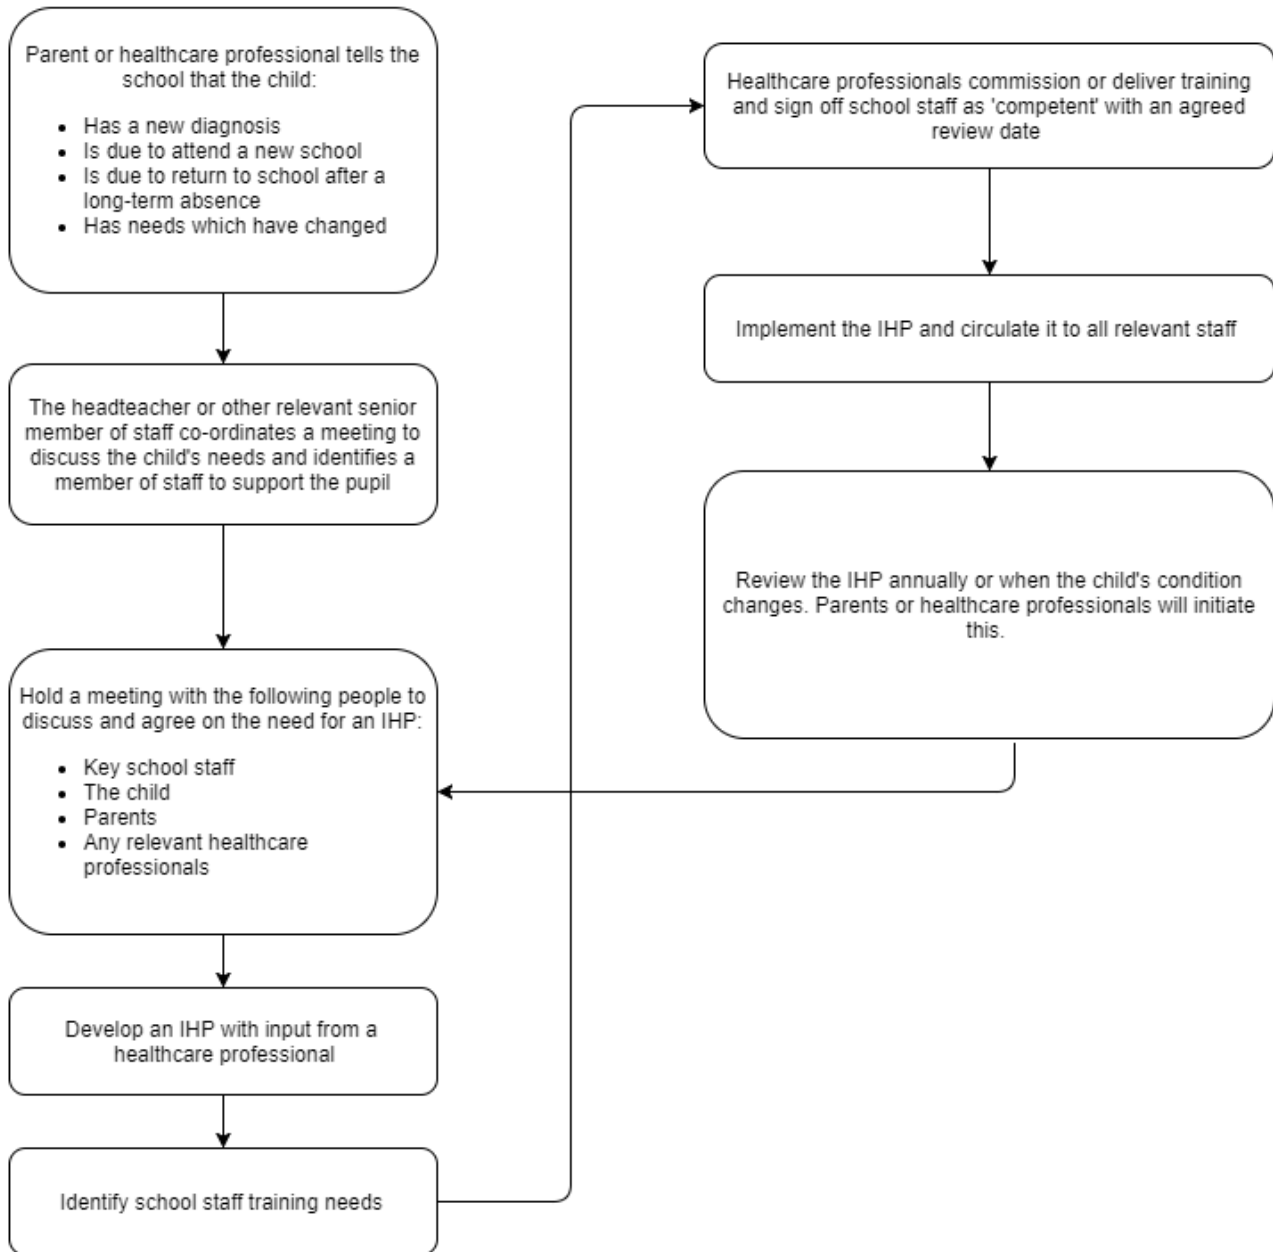 Parent or healthcare professional tells the
school that the child:
• Has a new diagnosis
• Is due to attend a new school
• Is due to return to school after a
long-term absence
• Has needs which have changed
The headteacher or other relevant senior
member of staff co-ordinates a meeting to
discuss the child's needs and identifies a
member of staff to support the pupil
Hold a meeting with the following people to
discuss and agree on the need for an IHP:
• Key school staff
• The child
• Parents
• Any relevant healthcare
professionals
Develop an IHP with input from a
healthcare professional
Identify school staff training needs
Healthcare professionals commission or deliver training
and sign off school staff as 'competent' with an agreed
review date
Implement the IHP and circulate it to all relevant staff
Review the IHP annually or when the child's condition
changes. Parents or healthcare professionals will initiate
this.